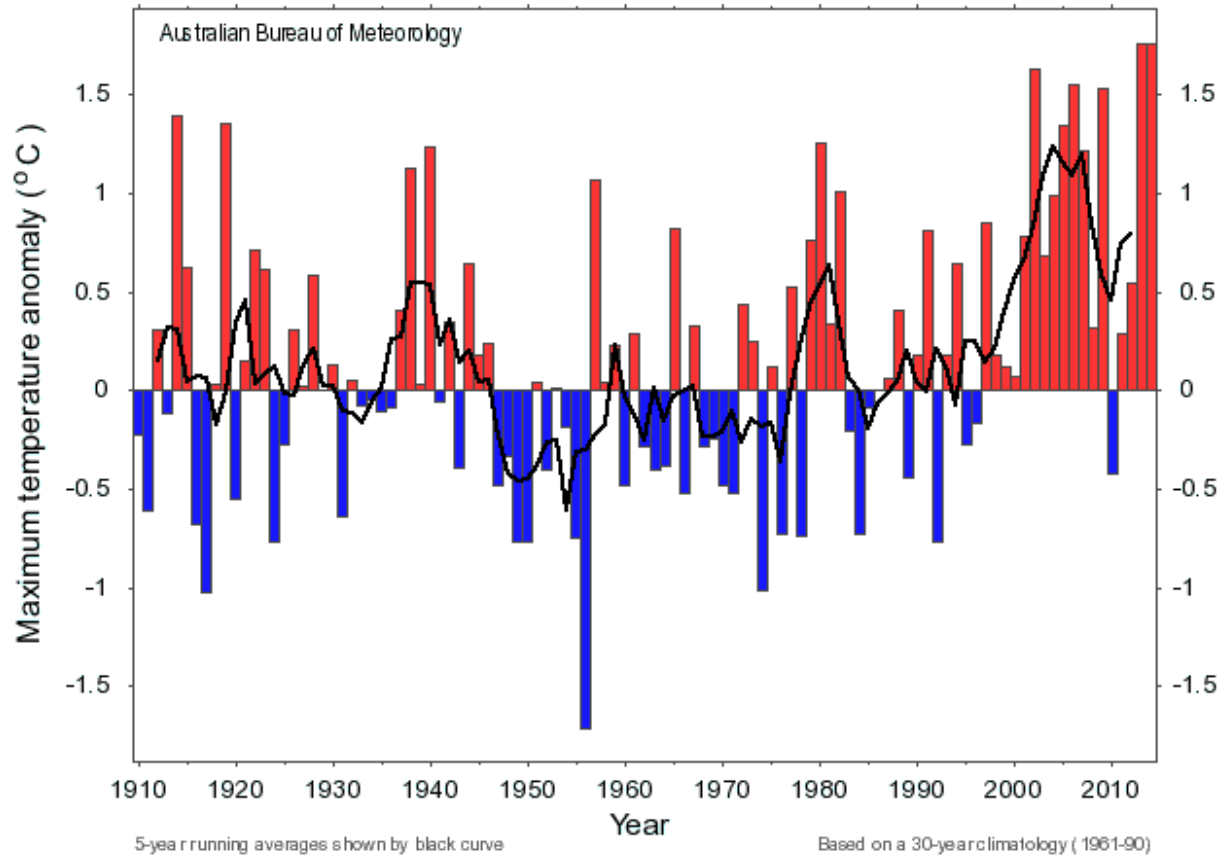 Australian Bureau of Meteorology
Maximum temperature anomaly (°C)
1.5
1
0.5
0
-0.5
-1
-1.5
1.5
1
0.5
0
-0.5
-1
-1.5
1910 1920 1930 1940 1950 1960 1970 1980 1990 2000 2010
Year
5-year running averages shown by black curve
Based on a 30-year climatology (1961-90)